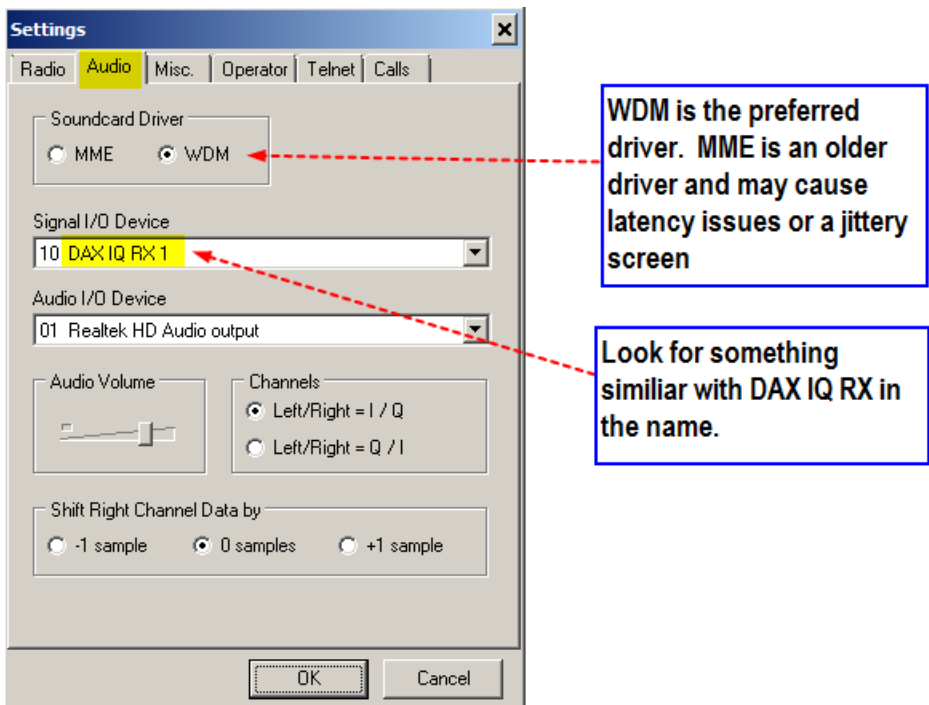 Settings
Radio Audio Misc. Operator Telnet Calls
Soundcard Driver
MME WDM
Signal I/O Device
10 DAX IQ RX 1
Audio I/O Device
01 Realtek HD Audio output
Audio Volume
Channels
Left/Right = I / Q
Left/Right = Q / I
Shift Right Channel Data by
-1 sample 0 samples +1 sample
OK Cancel
WDM is the preferred
driver. MME is an older
driver and may cause
latency issues or a jittery
screen
Look for something
similiar with DAX IQ RX in
the name.